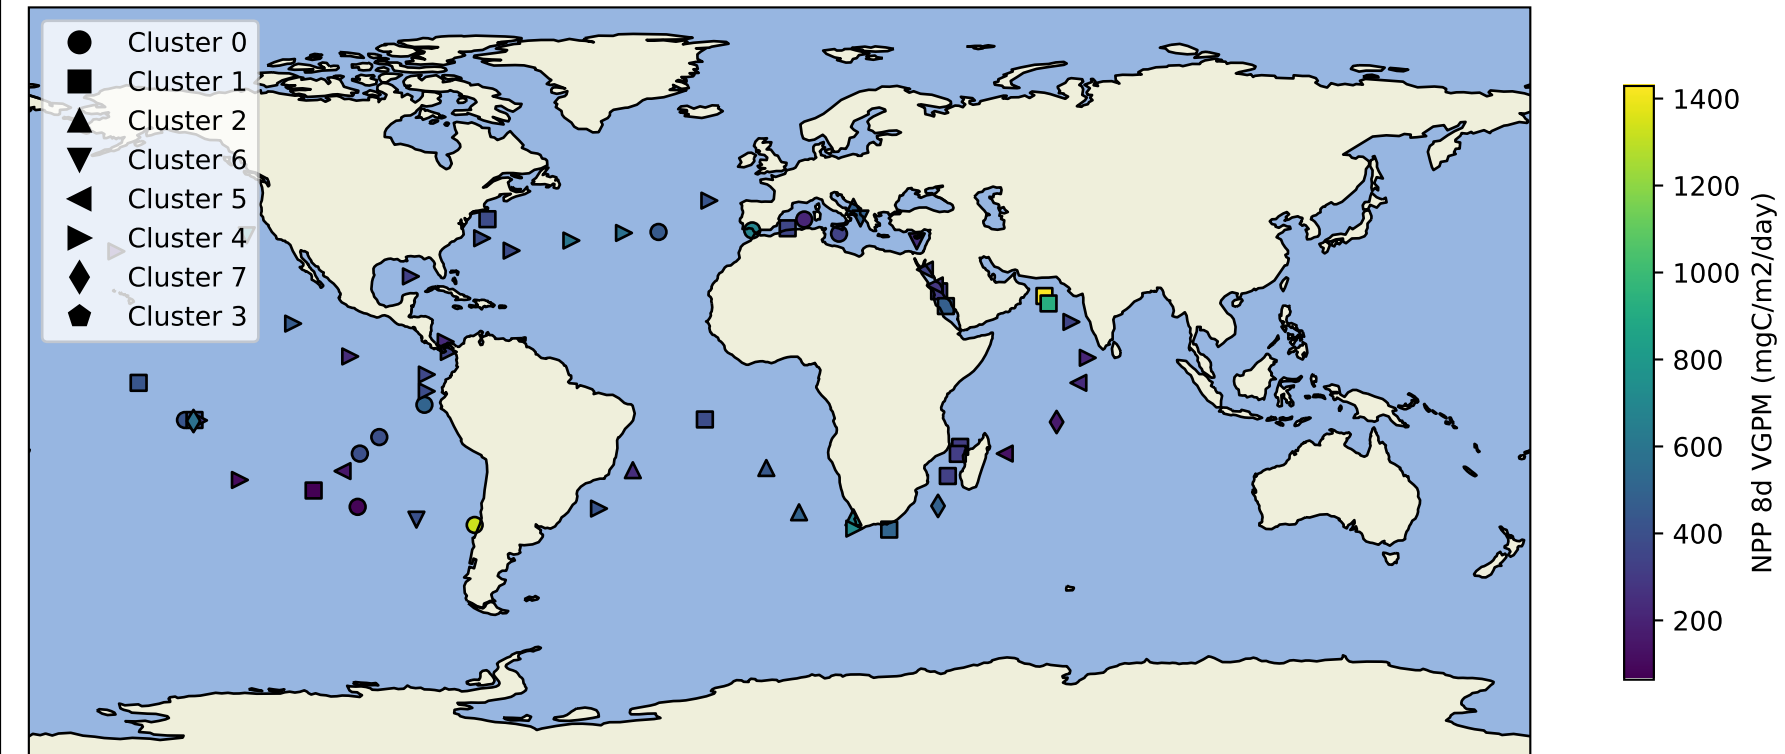 Cluster 0
Cluster 1
Cluster 2
Cluster 6
Cluster 5
Cluster 4
Cluster 7
Cluster 3
1400
1200
1000
800
600
400
200
NPP 8d VGPM (mgC/m2/day)